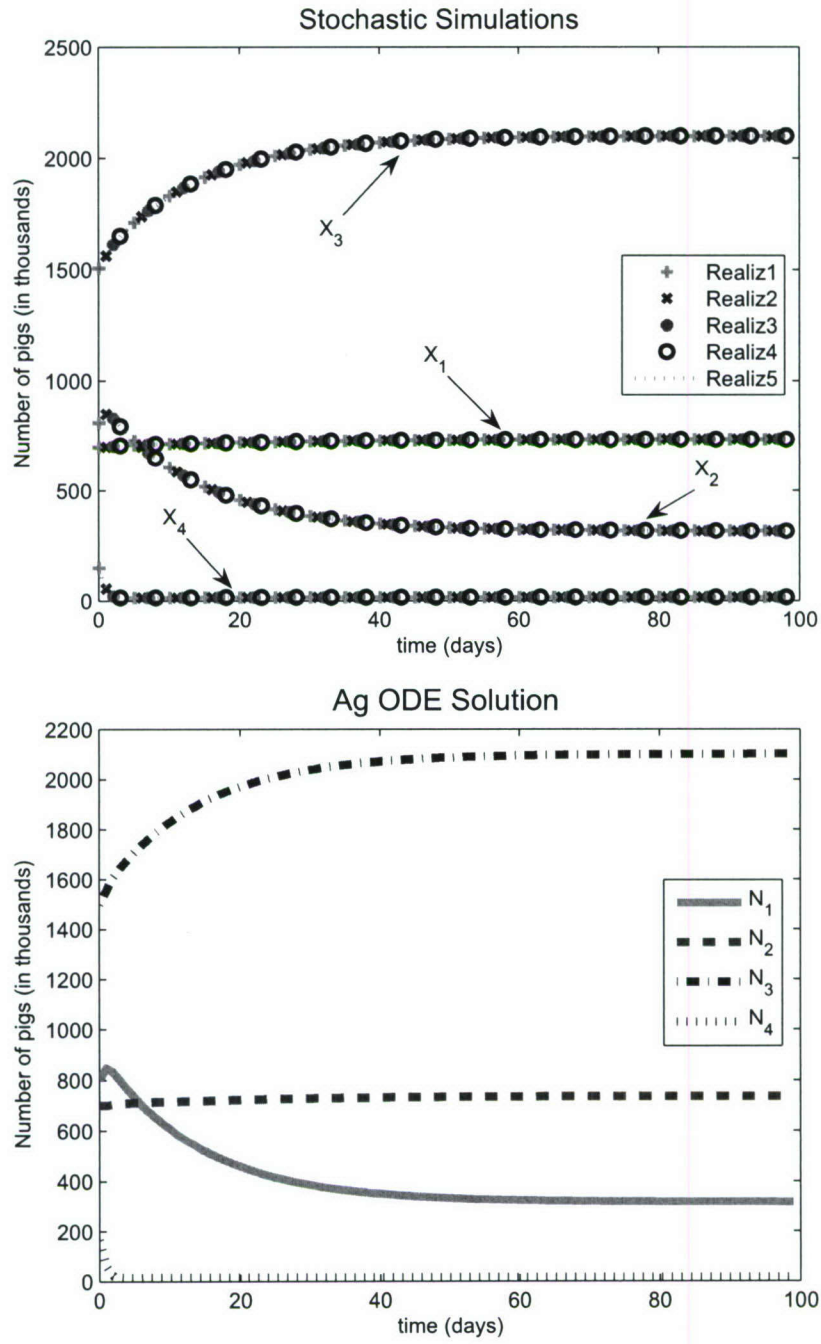 Stochastic Simulations
2500
2000
1500
1000
500
0
Number of pigs (in thousands)
X3
X1
X2
X4
Realiz1
Realiz2
Realiz3
Realiz4
Realiz5
0 20 40 60 80 100
time (days)
Ag ODE Solution
2200
2000
1800
1600
1400
1200
1000
800
600
400
200
0
Number of pigs (in thousands)
N1
N2
N3
N4
0 20 40 60 80 100
time (days)